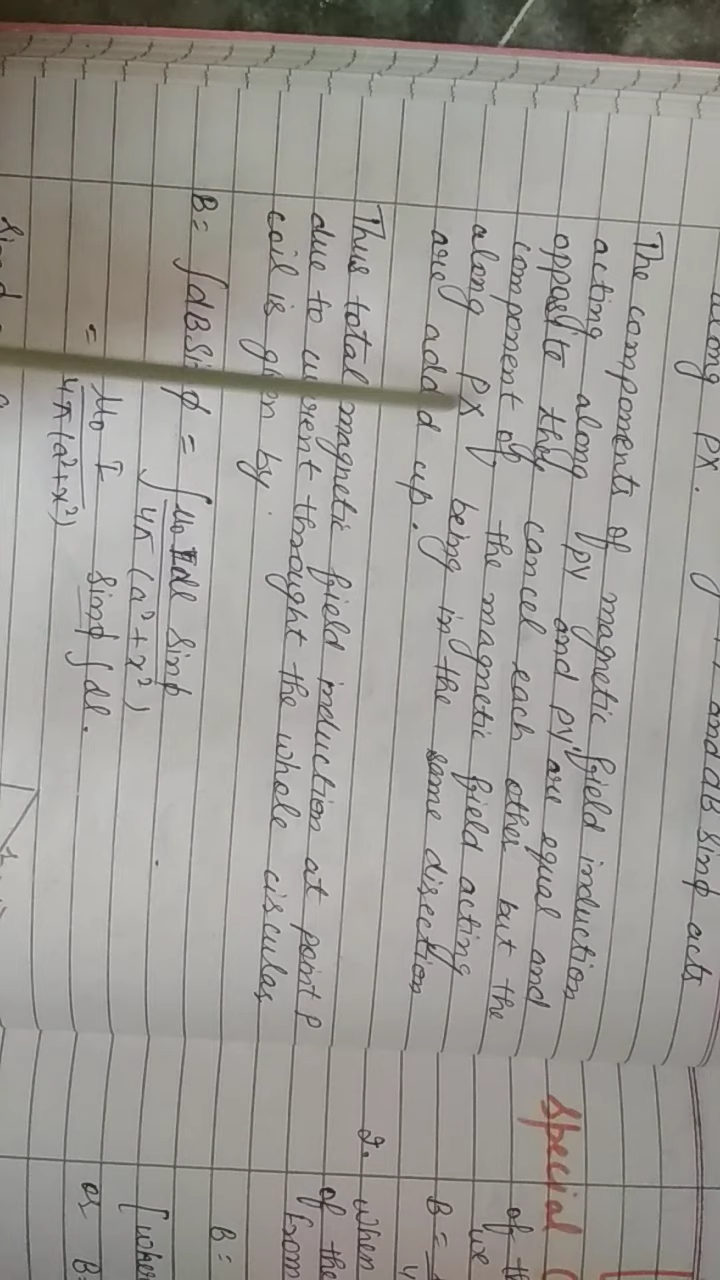 along PX. and dB sinφ acts
The components of magnetic field induction
acting along PY and PY' are equal and
opposite they cancel each other but the
component of the magnetic field acting
along PX being in the same direction
are added up.
Thus total magnetic field induction at point P
due to current throught the whole circular
coil is given by.
B = ∫dB sinφ = ∫ μ₀ Idl sinφ / 4π (a²+x²)
= μ₀ I / 4π (a²+x²) sinφ ∫dl.
Special
of the
we
B =
2. When
of the
from
B =
[where
or B =